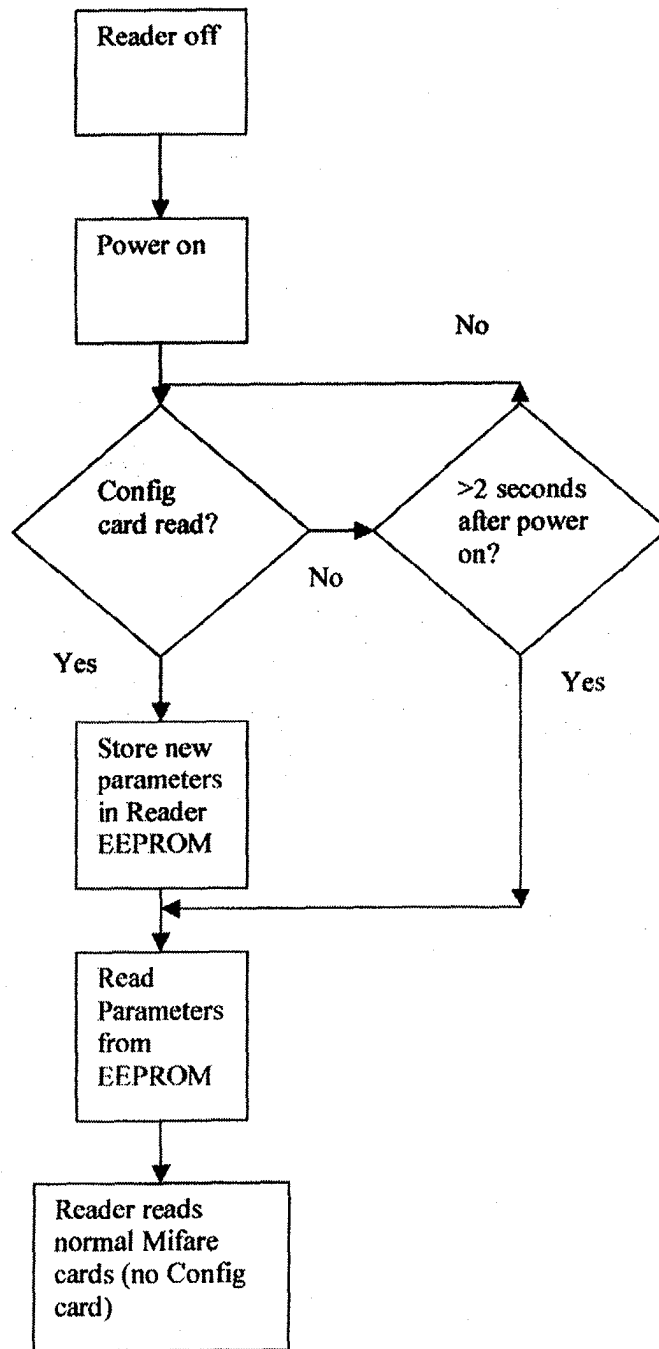 Reader off
Power on
No
Config
card read?
>2 seconds
after power
on?
No
Yes
Yes
Store new
parameters
in Reader
EEPROM
Read
Parameters
from
EEPROM
Reader reads
normal Mifare
cards (no Config
card)